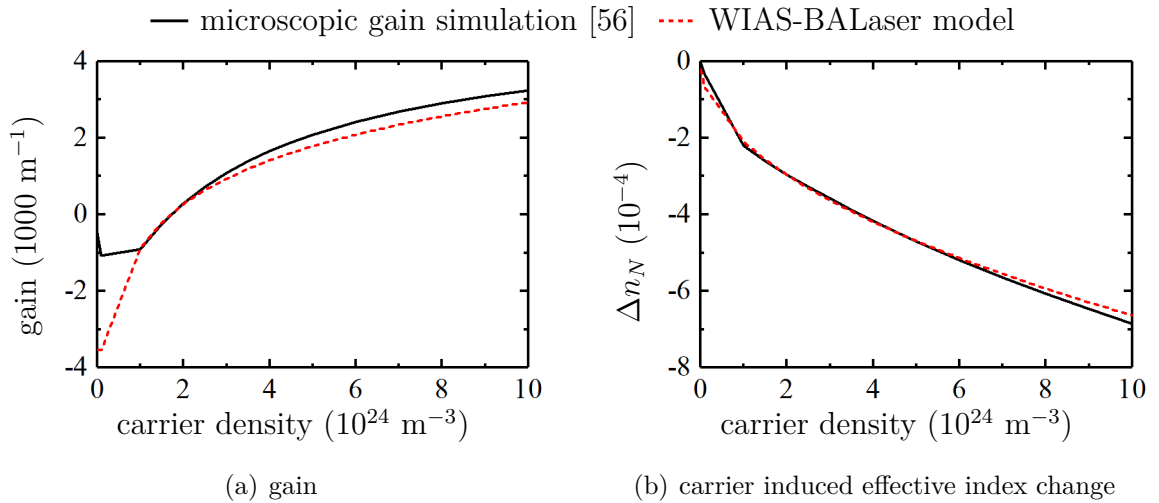 microscopic gain simulation [56] WIAS-BALaser model
gain (1000 m⁻¹)
4
2
0
-2
-4
0 2 4 6 8 10
carrier density (10²⁴ m⁻³)
(a) gain
Δn_N (10⁻⁴)
0
-2
-4
-6
-8
0 2 4 6 8 10
carrier density (10²⁴ m⁻³)
(b) carrier induced effective index change